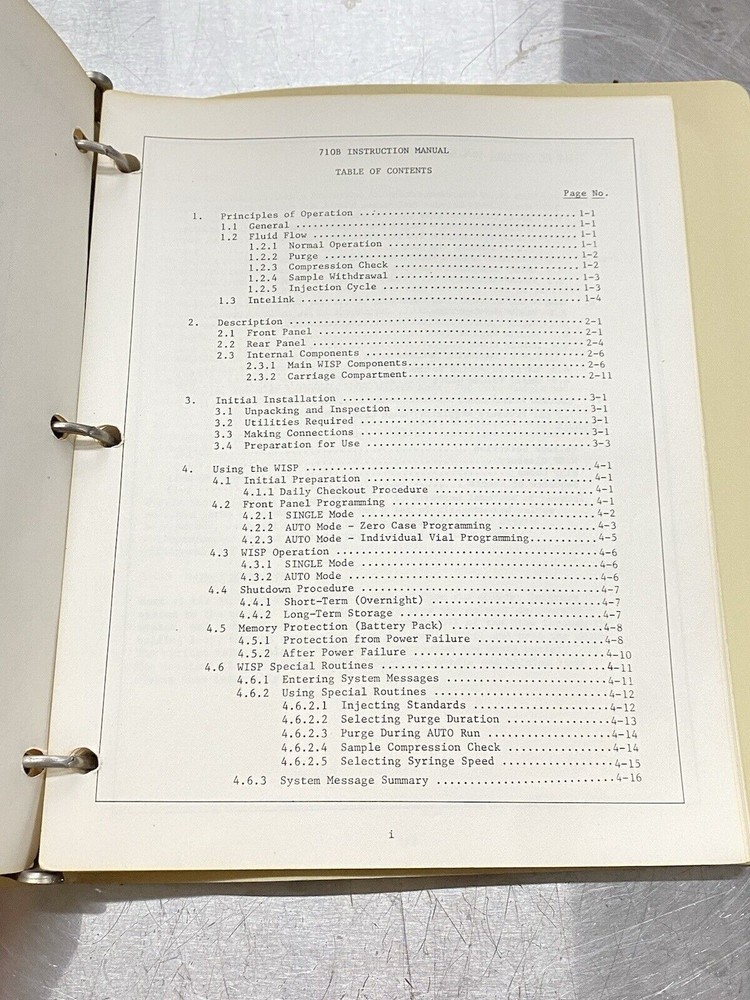 710B INSTRUCTION MANUAL
TABLE OF CONTENTS
Page No.
1. Principles of Operation 1-1
1.1 General 1-1
1.2 Fluid Flow 1-1
1.2.1 Normal Operation 1-1
1.2.2 Purge 1-2
1.2.3 Compression Check 1-2
1.2.4 Sample Withdrawal 1-3
1.2.5 Injection Cycle 1-3
1.3 Intelink 1-4
2. Description 2-1
2.1 Front Panel 2-1
2.2 Rear Panel 2-4
2.3 Internal Components 2-6
2.3.1 Main WISP Components 2-6
2.3.2 Carriage Compartment 2-11
3. Initial Installation 3-1
3.1 Unpacking and Inspection 3-1
3.2 Utilities Required 3-1
3.3 Making Connections 3-1
3.4 Preparation for Use 3-3
4. Using the WISP 4-1
4.1 Initial Preparation 4-1
4.1.1 Daily Checkout Procedure 4-1
4.2 Front Panel Programming 4-1
4.2.1 SINGLE Mode 4-2
4.2.2 AUTO Mode - Zero Case Programming 4-3
4.2.3 AUTO Mode - Individual Vial Programming 4-5
4.3 WISP Operation 4-6
4.3.1 SINGLE Mode 4-6
4.3.2 AUTO Mode 4-6
4.4 Shutdown Procedure 4-7
4.4.1 Short-Term (Overnight) 4-7
4.4.2 Long-Term Storage 4-7
4.5 Memory Protection (Battery Pack) 4-8
4.5.1 Protection from Power Failure 4-8
4.5.2 After Power Failure 4-10
4.6 WISP Special Routines 4-11
4.6.1 Entering System Messages 4-11
4.6.2 Using Special Routines 4-12
4.6.2.1 Injecting Standards 4-12
4.6.2.2 Selecting Purge Duration 4-13
4.6.2.3 Purge During AUTO Run 4-14
4.6.2.4 Sample Compression Check 4-14
4.6.2.5 Selecting Syringe Speed 4-15
4.6.3 System Message Summary 4-16
i